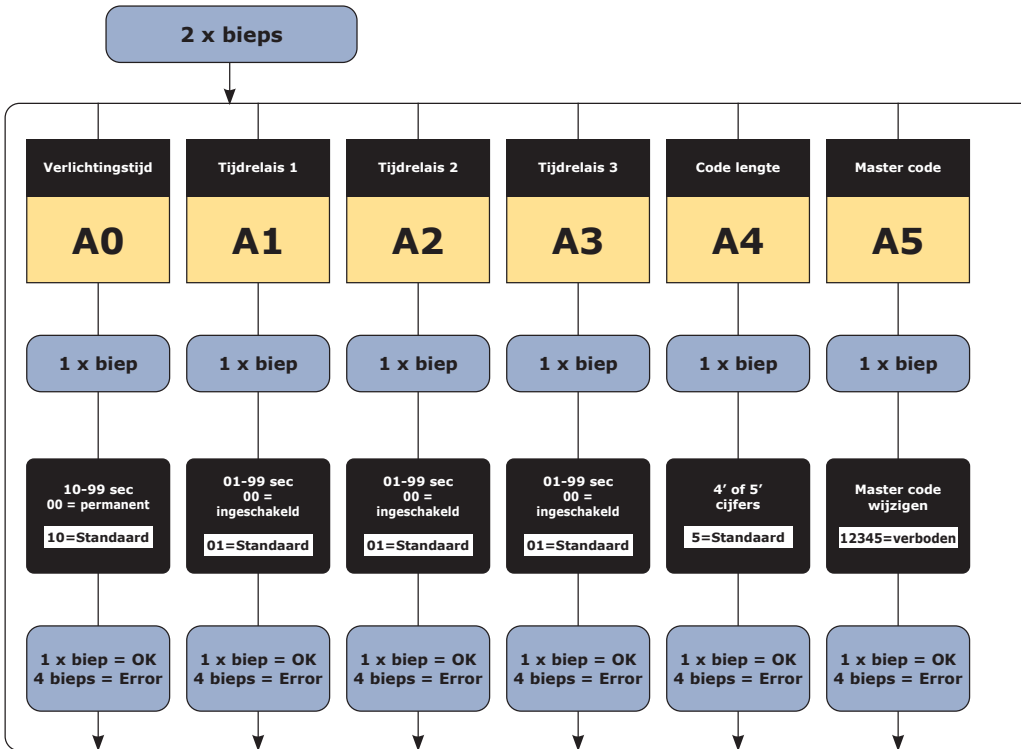 2 x bieps
Verlichtingstijd
A0
1 x biep
10-99 sec
00 = permanent
10=Standaard
1 x biep = OK
4 bieps = Error
Tijdrelais 1
A1
1 x biep
01-99 sec
00 =
ingeschakeld
01=Standaard
1 x biep = OK
4 bieps = Error
Tijdrelais 2
A2
1 x biep
01-99 sec
00 =
ingeschakeld
01=Standaard
1 x biep = OK
4 bieps = Error
Tijdrelais 3
A3
1 x biep
01-99 sec
00 =
ingeschakeld
01=Standaard
1 x biep = OK
4 bieps = Error
Code lengte
A4
1 x biep
4’ of 5’
cijfers
5=Standaard
1 x biep = OK
4 bieps = Error
Master code
A5
1 x biep
Master code
wijzigen
12345=verboden
1 x biep = OK
4 bieps = Error